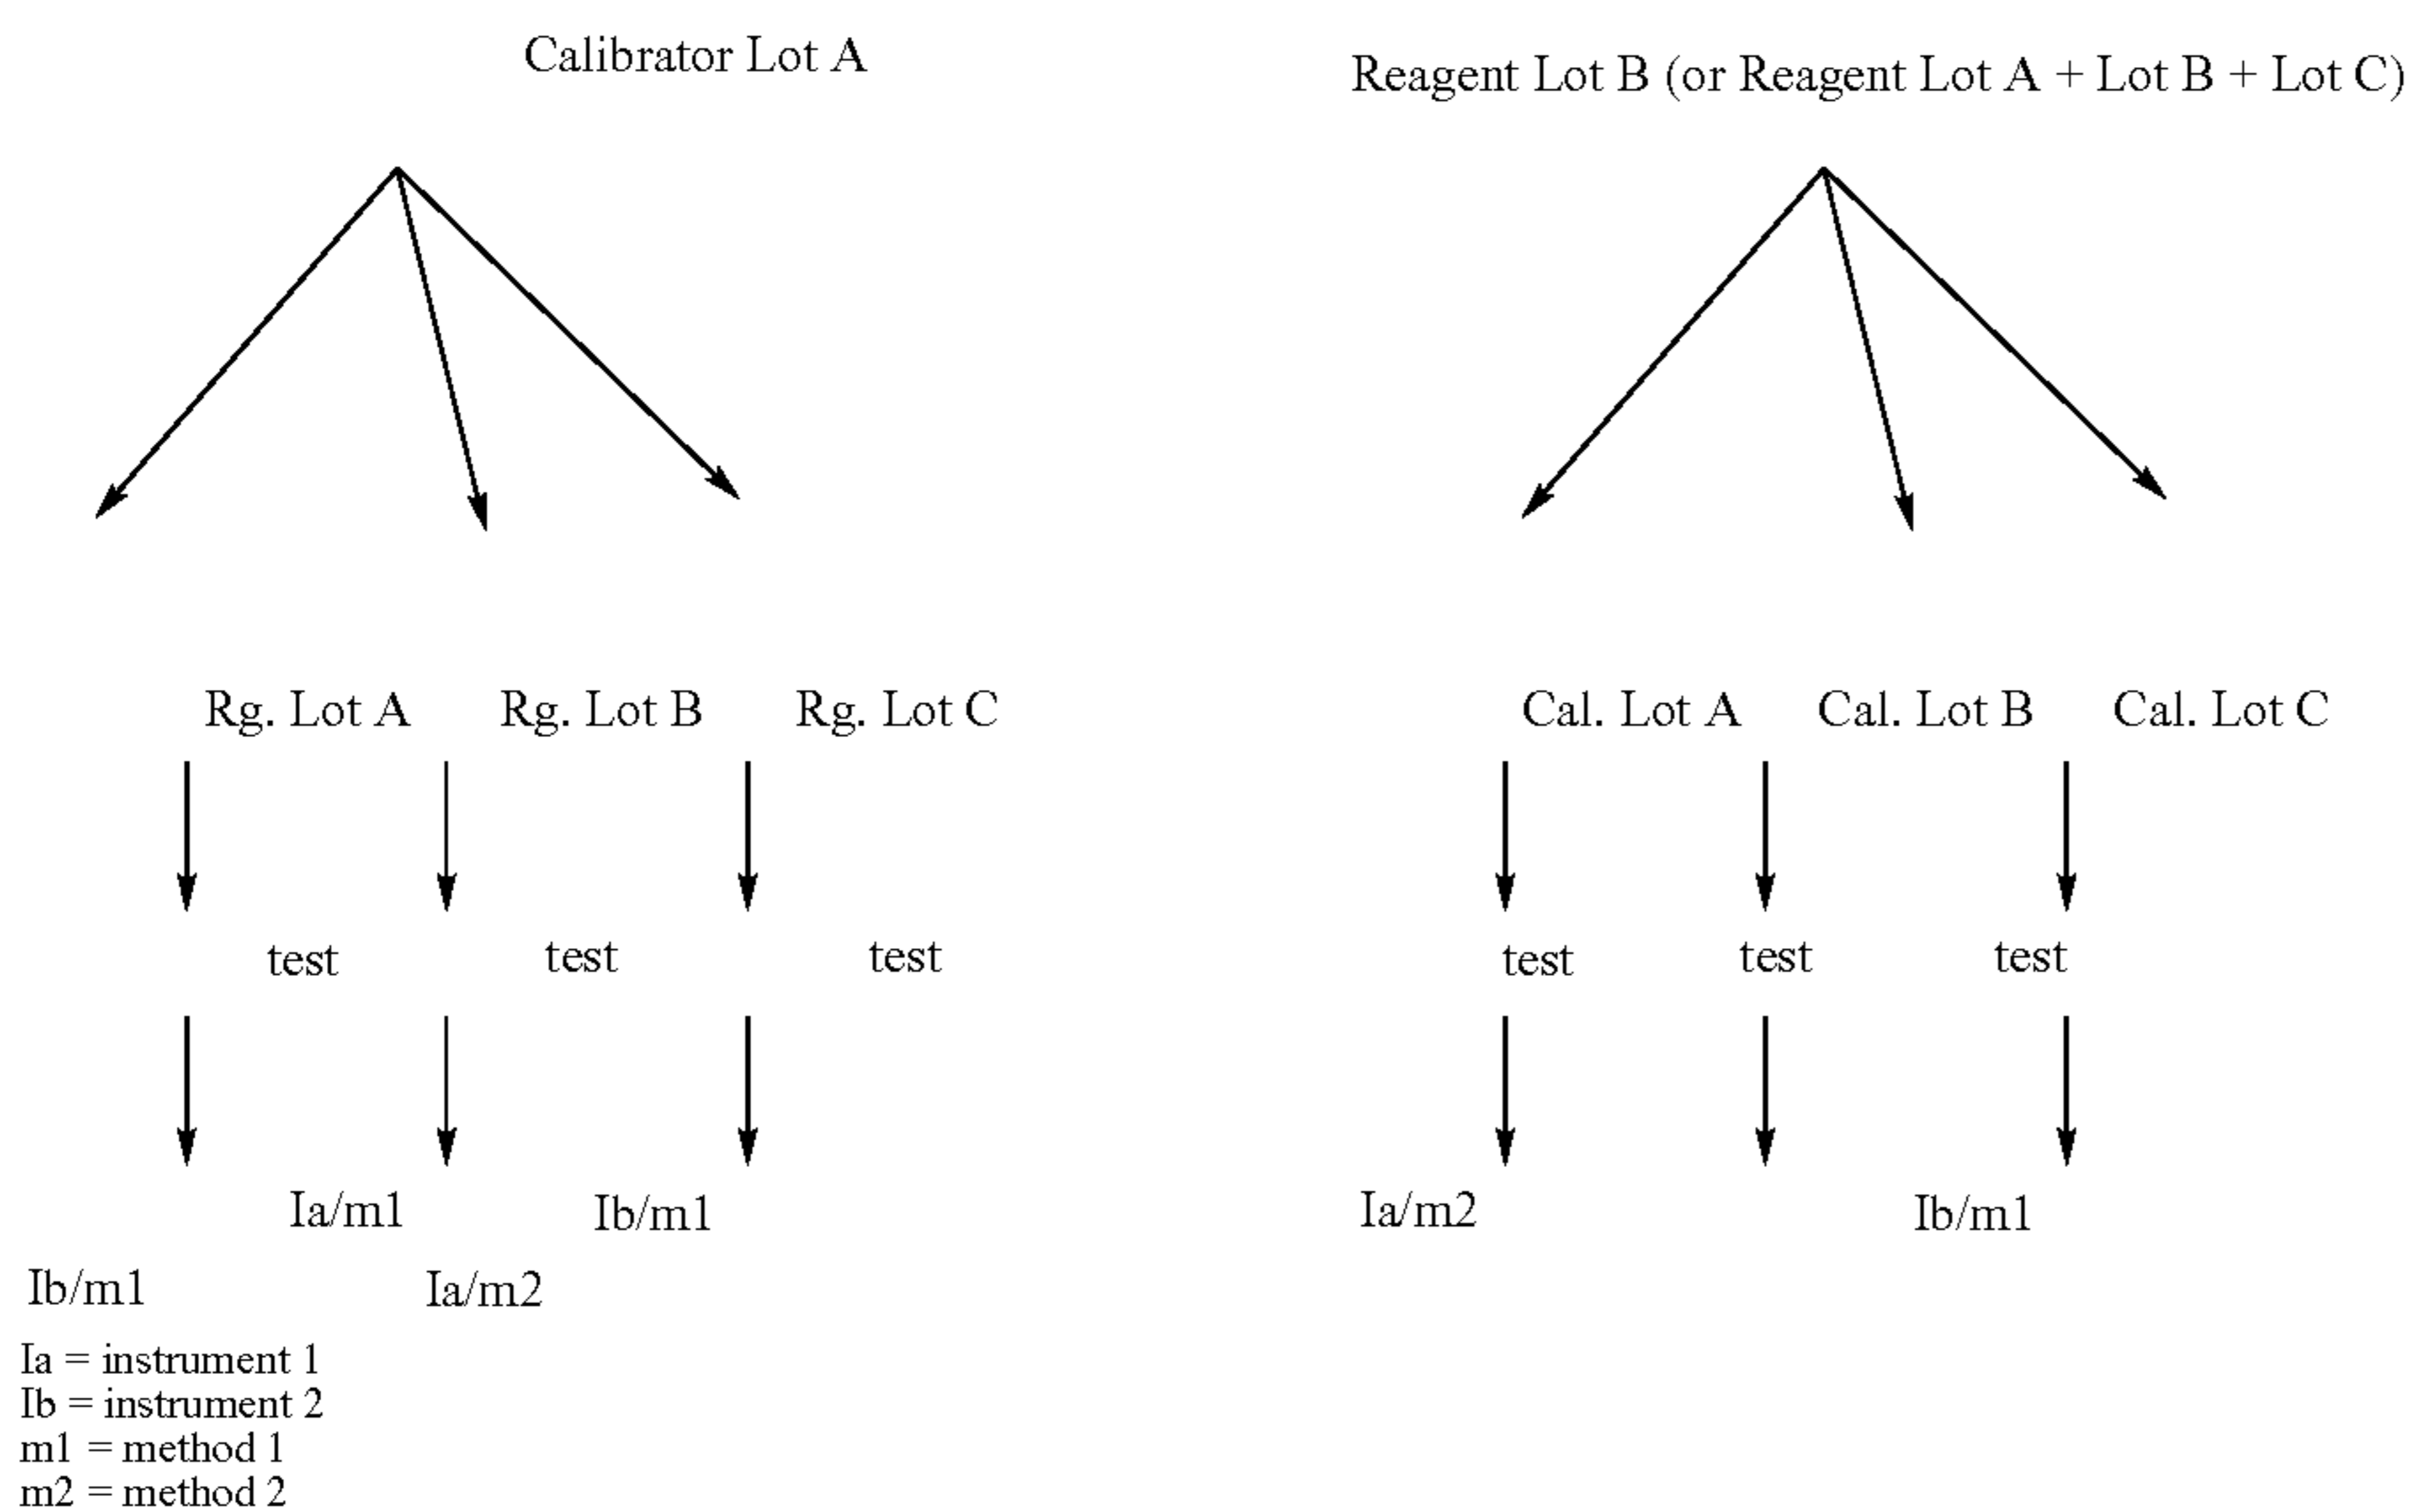 Calibrator Lot A
Reagent Lot B (or Reagent Lot A + Lot B + Lot C)
Rg. Lot A Rg. Lot B Rg. Lot C Cal. Lot A Cal. Lot B Cal. Lot C
test test test test test test
Ia/m1 Ib/m1 Ia/m2 Ib/m1
Ib/m1 Ia/m2
Ia = instrument 1
Ib = instrument 2
m1 = method 1
m2 = method 2